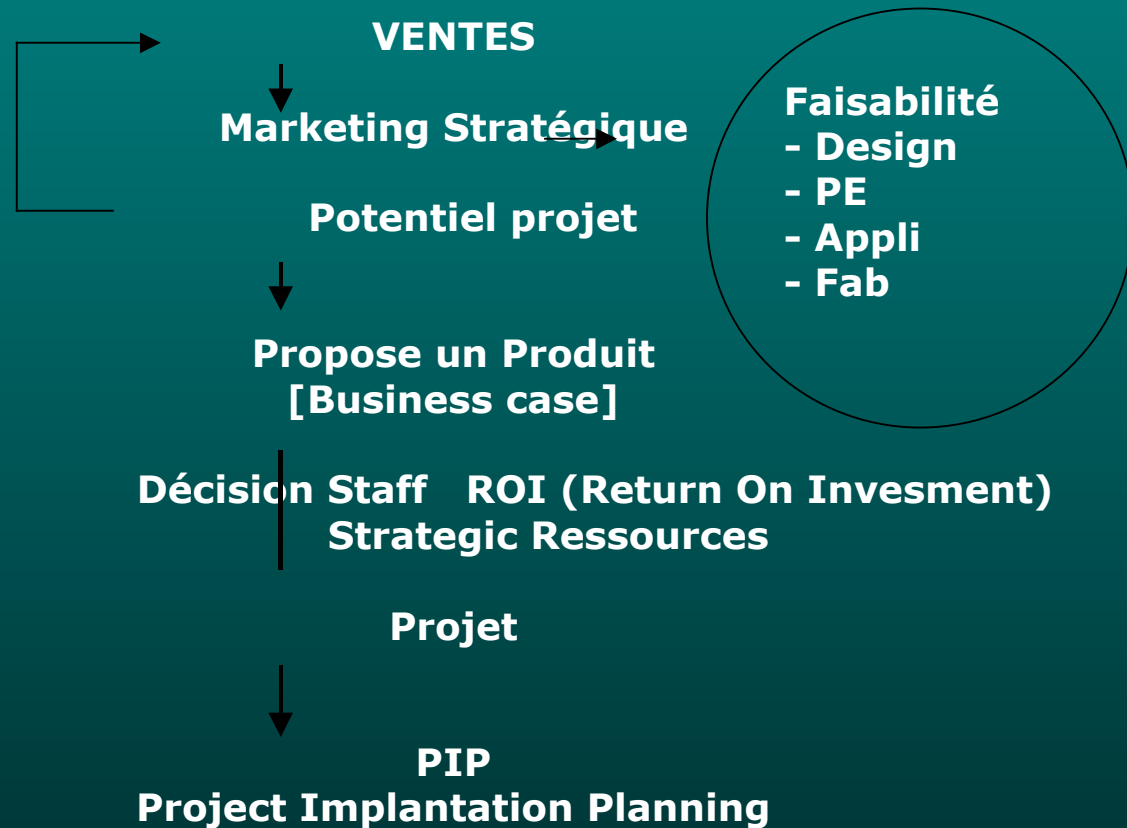 VENTES
Marketing Stratégique
Potentiel projet
Propose un Produit
[Business case]
Décision Staff   ROI (Return On Invesment)
Strategic Ressources
Projet
PIP
Project Implantation Planning
Faisabilité
- Design
- PE
- Appli
- Fab